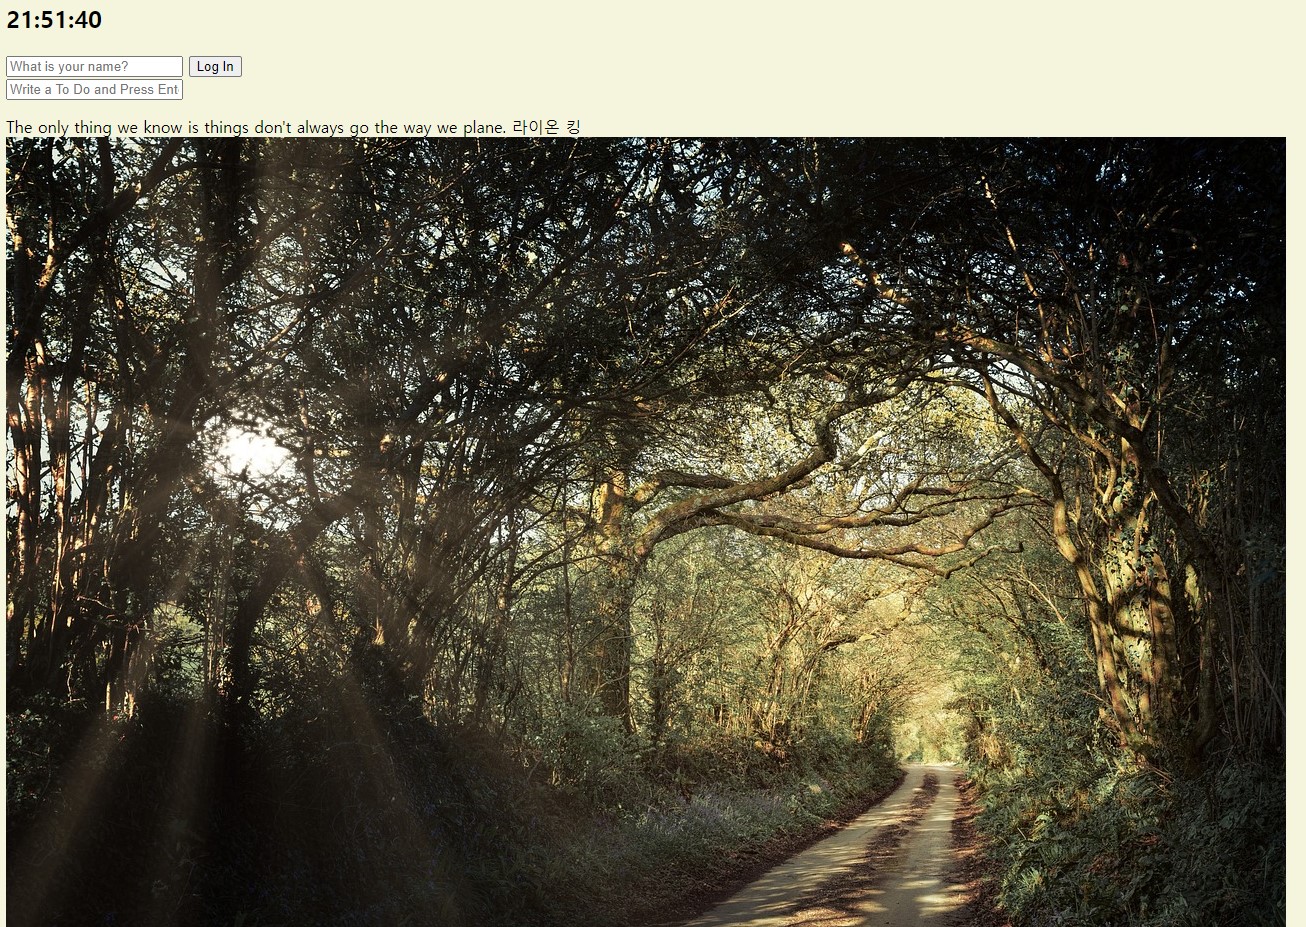 21:51:40
What is your name? Log In
Write a To Do and Press Ent
The only thing we know is things don't always go the way we plane. 라이온 킹